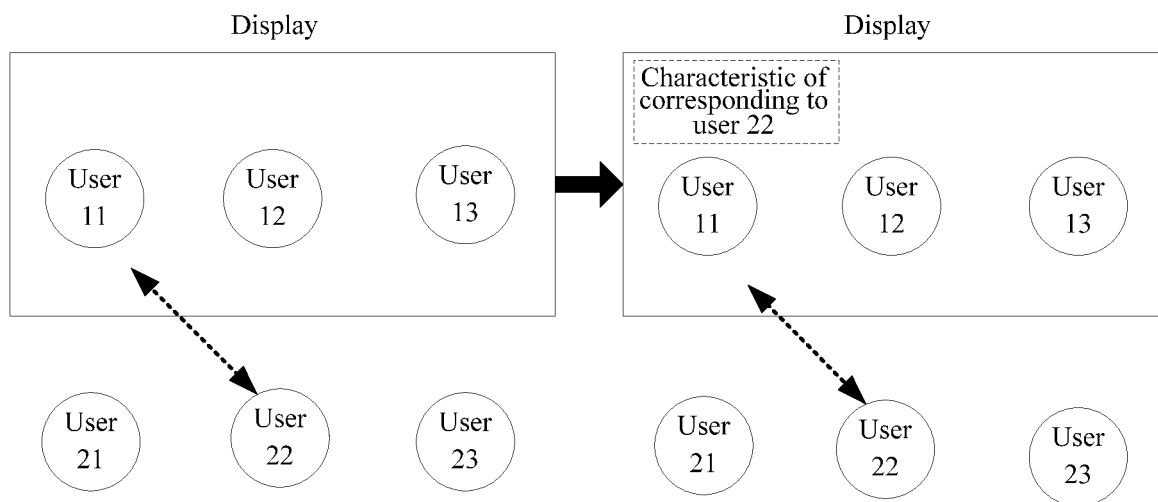 Display
User
11
User
12
User
13
User
21
User
22
User
23
Display
Characteristic of
corresponding to
user 22
User
11
User
12
User
13
User
21
User
22
User
23